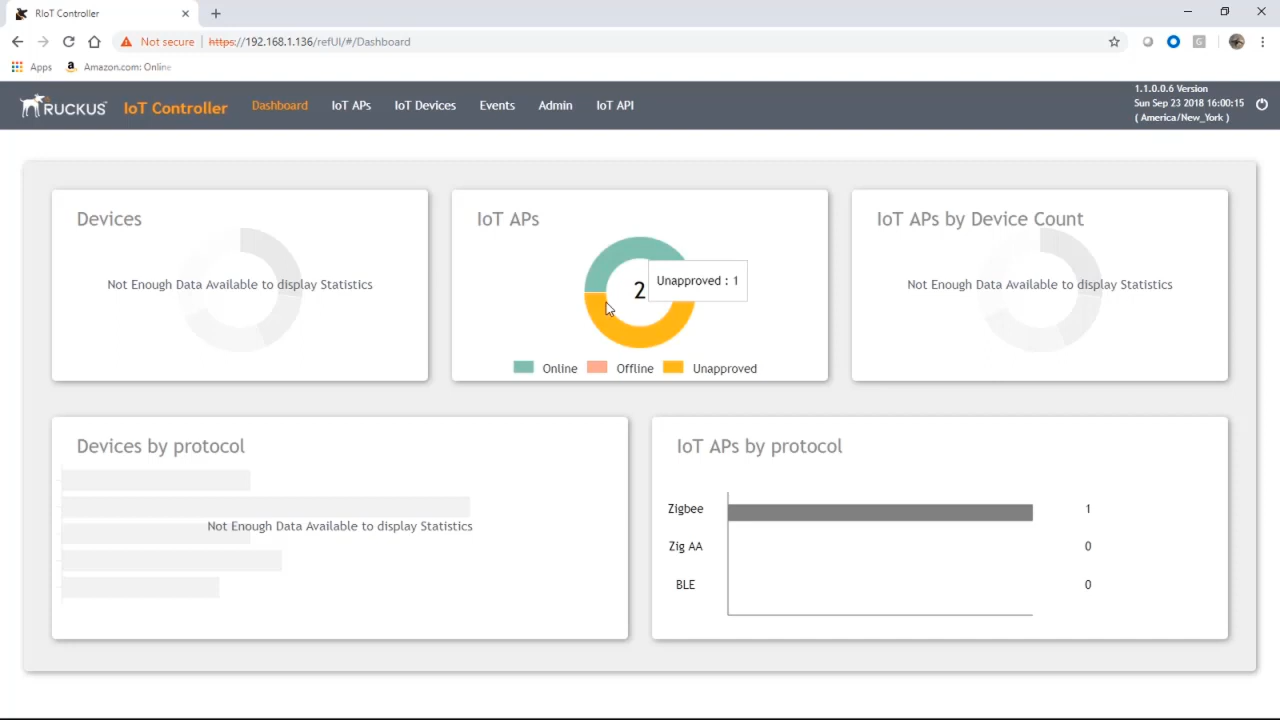 RIoT Controller
Not secure | https://192.168.1.136/refUI/#/Dashboard
Apps Amazon.com: Online
RUCKUS IoT Controller Dashboard IoT APs IoT Devices Events Admin IoT API
1.1.0.0.6 Version
Sun Sep 23 2018 16:00:15
( America/New_York )
Devices
Not Enough Data Available to display Statistics
IoT APs
2
Unapproved : 1
Online Offline Unapproved
IoT APs by Device Count
Not Enough Data Available to display Statistics
Devices by protocol
Not Enough Data Available to display Statistics
IoT APs by protocol
Zigbee 1
Zig AA 0
BLE 0